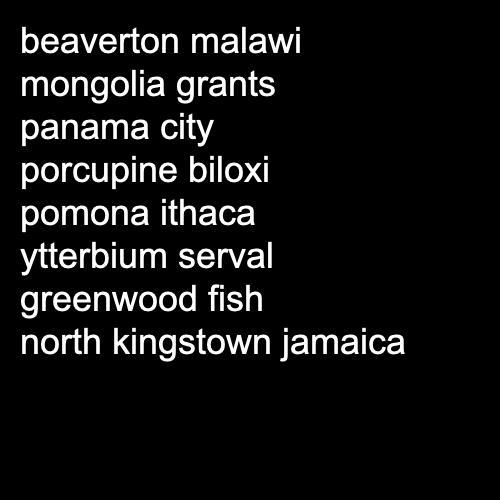 beaverton malawi
mongolia grants
panama city
porcupine biloxi
pomona ithaca
ytterbium serval
greenwood fish
north kingstown jamaica